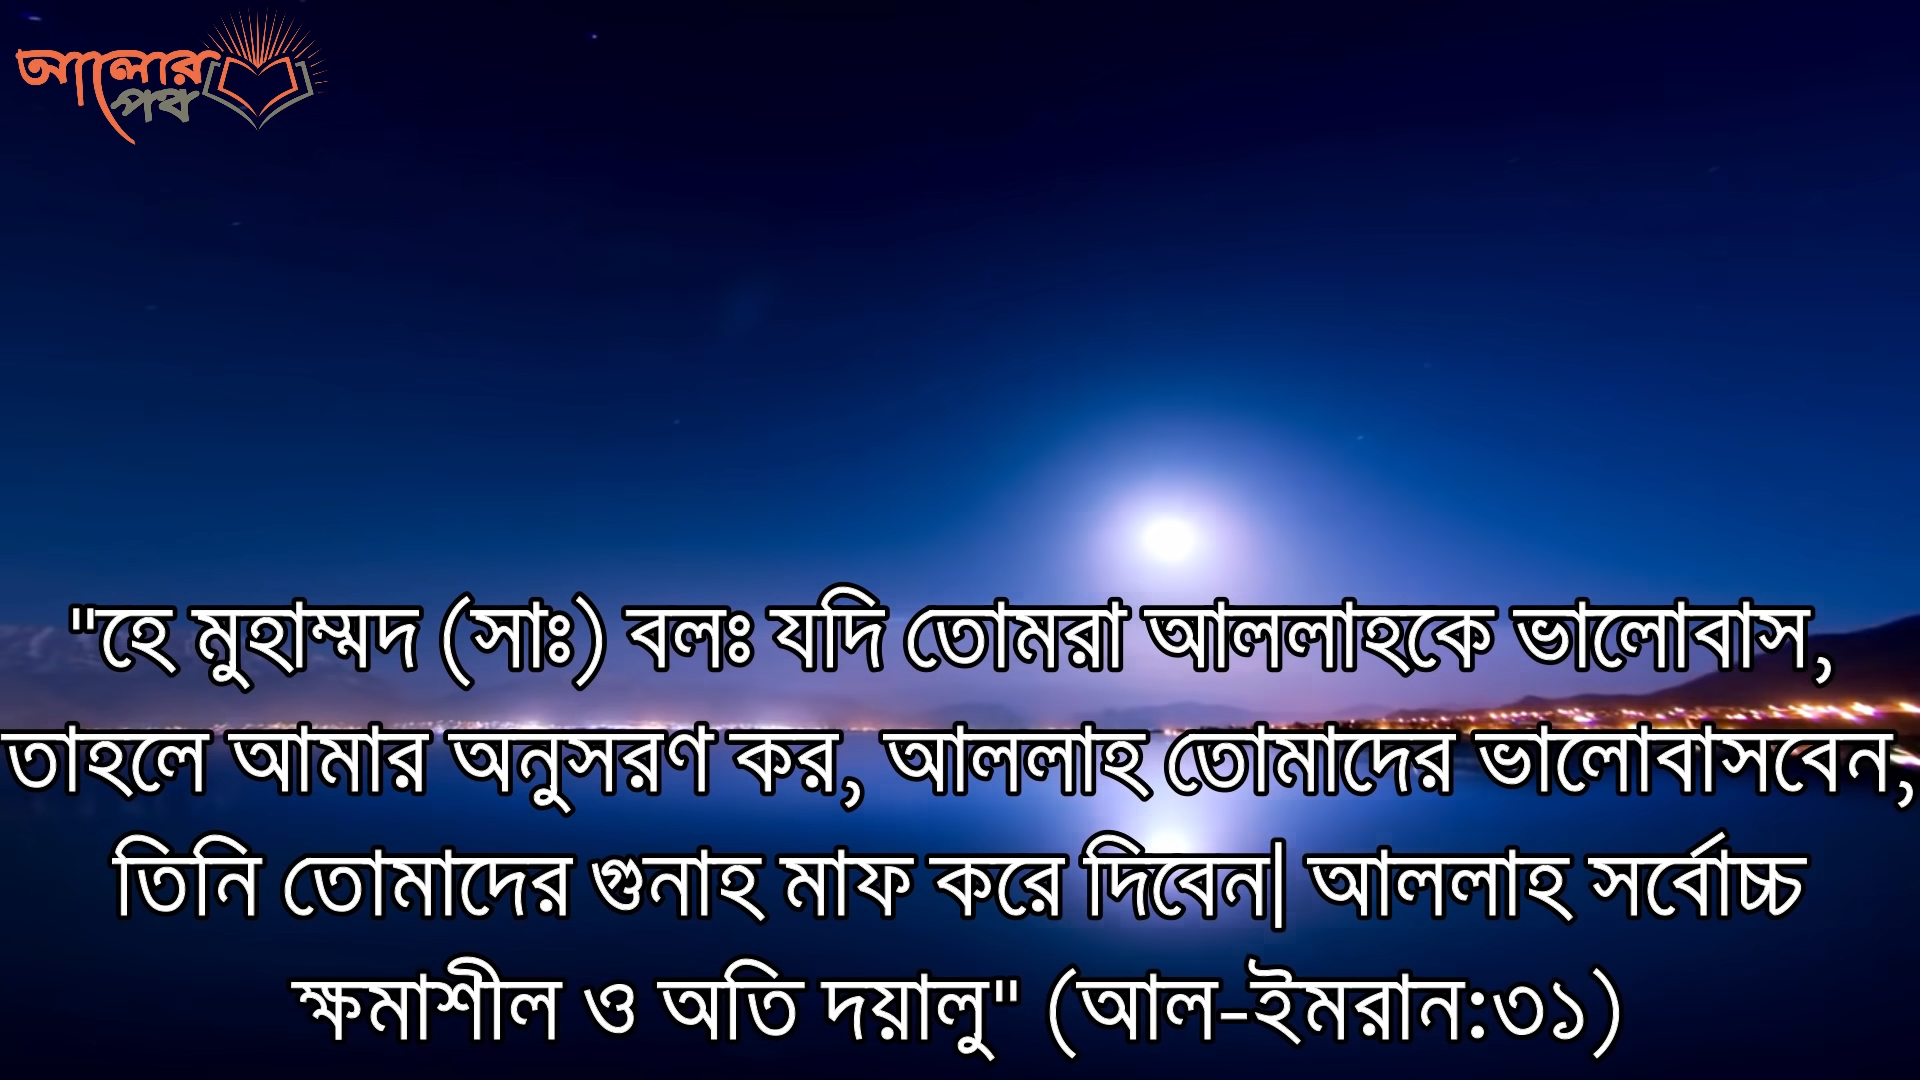 আলোর
পথ
"হে মুহাম্মদ (সাঃ) বলঃ যদি তোমরা আললাহকে ভালোবাস,
তাহলে আমার অনুসরণ কর, আললাহ তোমাদের ভালোবাসবেন,
তিনি তোমাদের গুনাহ মাফ করে দিবেন| আললাহ সর্বোচ্চ
ক্ষমাশীল ও অতি দয়ালু" (আল-ইমরান:৩১)